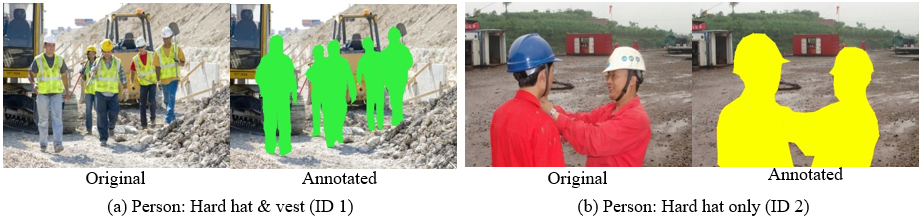 Original
Annotated
Original
Annotated
(a) Person: Hard hat & vest (ID 1)
(b) Person: Hard hat only (ID 2)